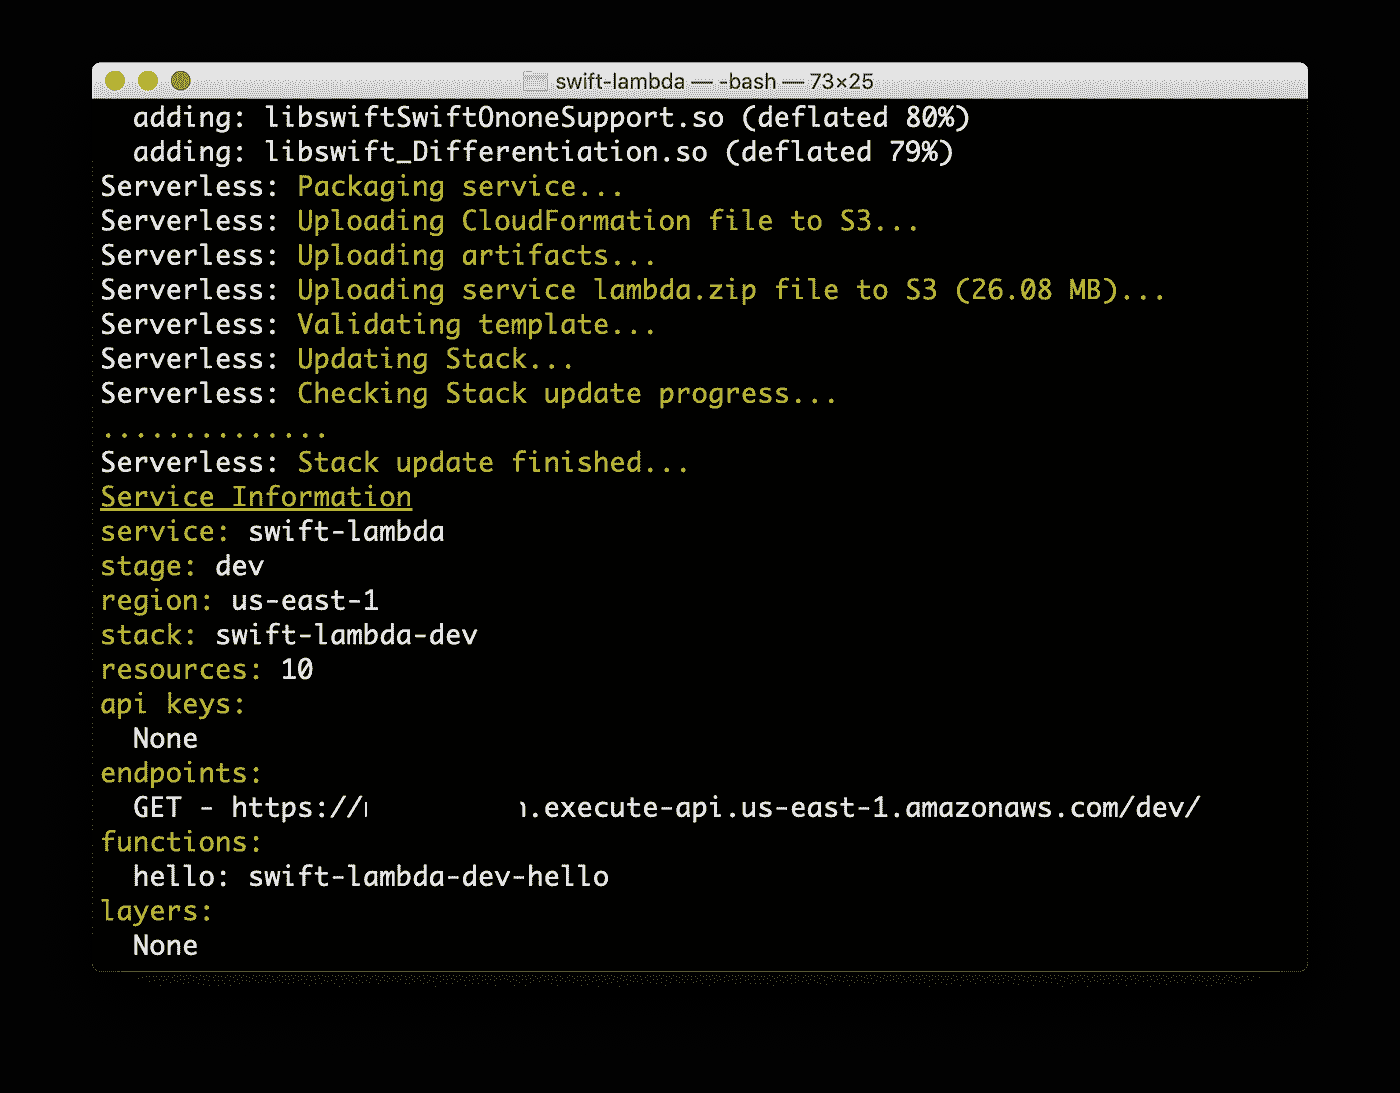 swift-lambda — -bash — 73×25
adding: libswiftSwiftOnoneSupport.so (deflated 80%)
adding: libswift_Differentiation.so (deflated 79%)
Serverless: Packaging service...
Serverless: Uploading CloudFormation file to S3...
Serverless: Uploading artifacts...
Serverless: Uploading service lambda.zip file to S3 (26.08 MB)...
Serverless: Validating template...
Serverless: Updating Stack...
Serverless: Checking Stack update progress...
..............
Serverless: Stack update finished...
Service Information
service: swift-lambda
stage: dev
region: us-east-1
stack: swift-lambda-dev
resources: 10
api keys:
None
endpoints:
GET - https:// .execute-api.us-east-1.amazonaws.com/dev/
functions:
hello: swift-lambda-dev-hello
layers:
None